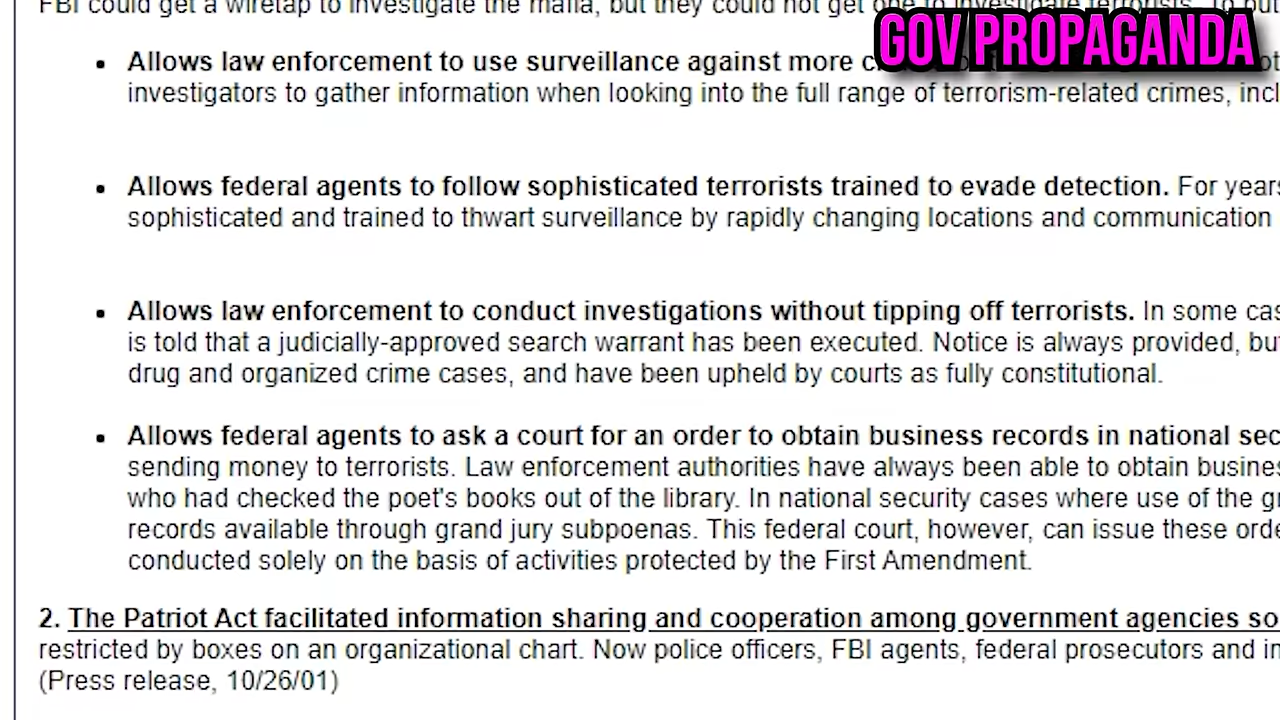 FBI could get a wiretap to investigate the mafia, but they could not get one to investigate terrorists. To put
GOV PROPAGANDA
Allows law enforcement to use surveillance against more
investigators to gather information when looking into the full range of terrorism-related crimes,
Allows federal agents to follow sophisticated terrorists trained to evade detection. For years
sophisticated and trained to thwart surveillance by rapidly changing locations and communication
Allows law enforcement to conduct investigations without tipping off terrorists. In some
is told that a judicially-approved search warrant has been executed. Notice is always provided,
drug and organized crime cases, and have been upheld by courts as fully constitutional.
Allows federal agents to ask a court for an order to obtain business records in national
sending money to terrorists. Law enforcement authorities have always been able to obtain
who had checked the poet's books out of the library. In national security cases where use of the
records available through grand jury subpoenas. This federal court, however, can issue these
conducted solely on the basis of activities protected by the First Amendment.
2. The Patriot Act facilitated information sharing and cooperation among government agencies so
restricted by boxes on an organizational chart. Now police officers, FBI agents, federal prosecutors and
(Press release, 10/26/01)